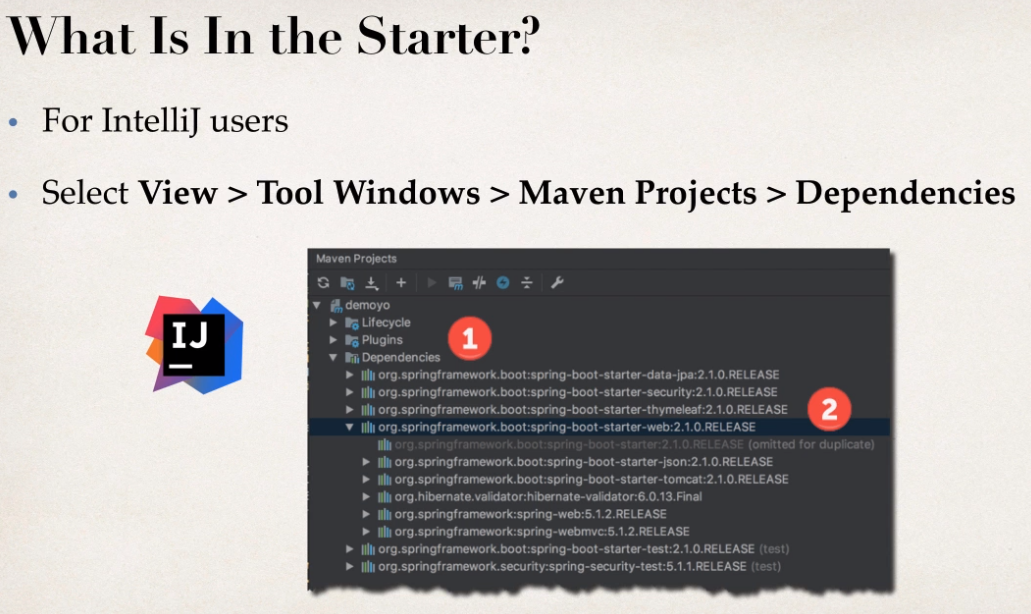 What Is In the Starter?
• For IntelliJ users
• Select View > Tool Windows > Maven Projects > Dependencies
IJ
Maven Projects
demoyo
Lifecycle
Plugins
1
Dependencies
org.springframework.boot:spring-boot-starter-data-jpa:2.1.0.RELEASE
org.springframework.boot:spring-boot-starter-security:2.1.0.RELEASE
org.springframework.boot:spring-boot-starter-thymeleaf:2.1.0.RELEASE
2
org.springframework.boot:spring-boot-starter-web:2.1.0.RELEASE
org.springframework.boot:spring-boot-starter:2.1.0.RELEASE (omitted for duplicate)
org.springframework.boot:spring-boot-starter-json:2.1.0.RELEASE
org.springframework.boot:spring-boot-starter-tomcat:2.1.0.RELEASE
org.hibernate.validator:hibernate-validator:6.0.13.Final
org.springframework:spring-web:5.1.2.RELEASE
org.springframework:spring-webmvc:5.1.2.RELEASE
org.springframework.boot:spring-boot-starter-test:2.1.0.RELEASE (test)
org.springframework.security:spring-security-test:5.1.1.RELEASE (test)